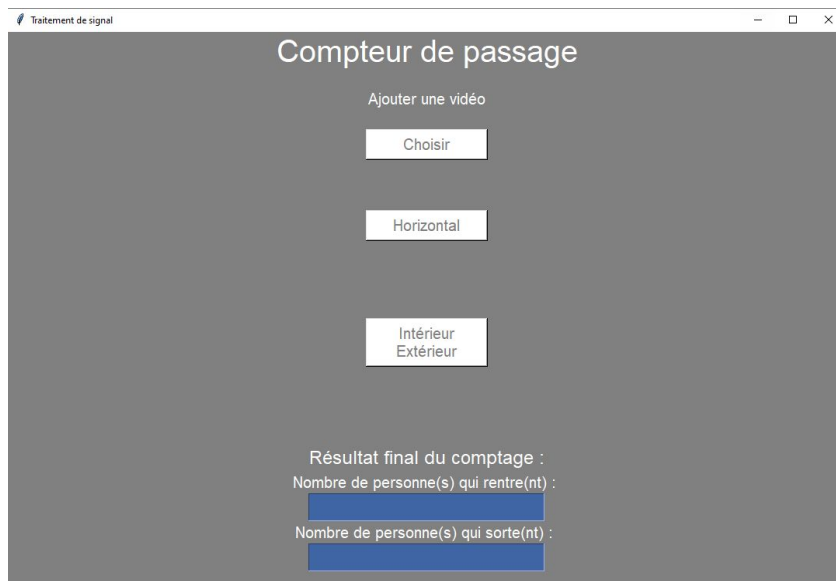 Traitement de signal
Compteur de passage
Ajouter une vidéo
Choisir
Horizontal
Intérieur
Extérieur
Résultat final du comptage :
Nombre de personne(s) qui rentre(nt) :
Nombre de personne(s) qui sorte(nt) :